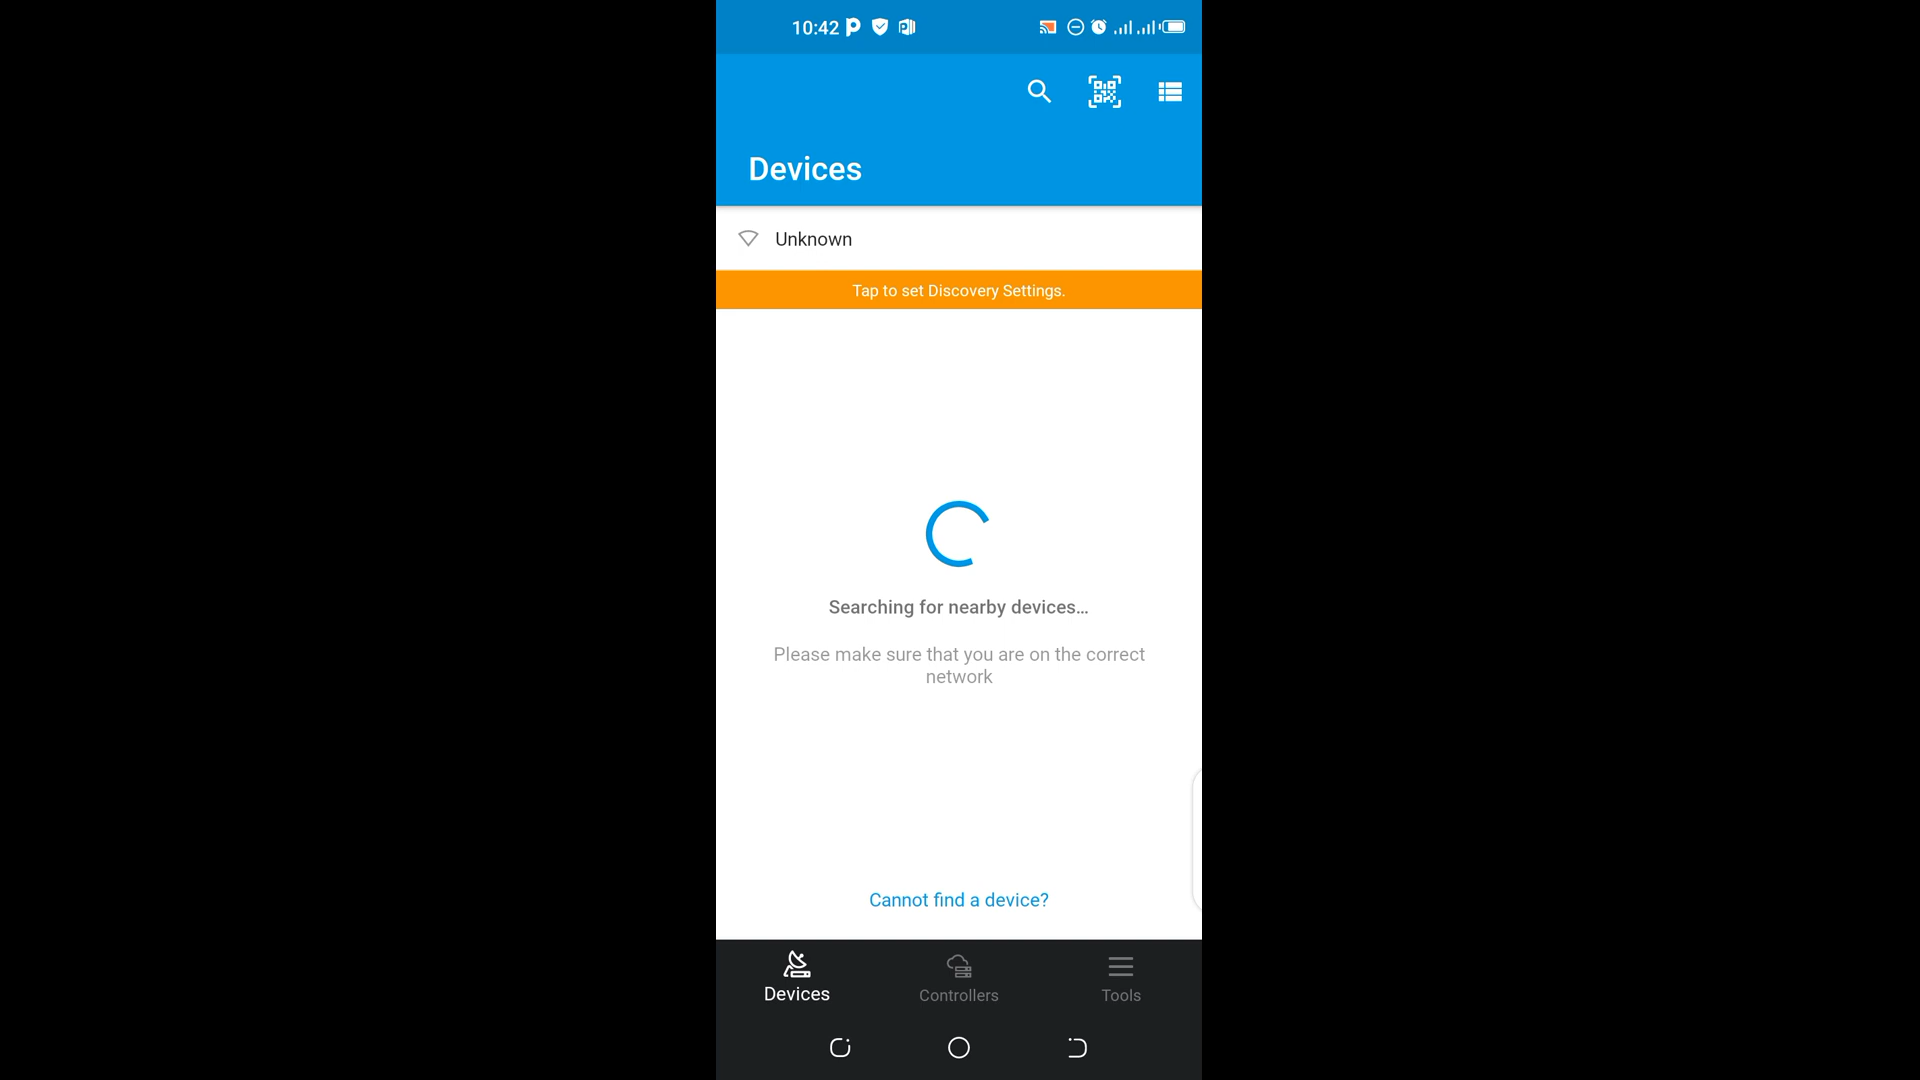 10:42
Devices
Unknown
Tap to set Discovery Settings.
Searching for nearby devices...
Please make sure that you are on the correct
network
Cannot find a device?
Devices
Controllers
Tools